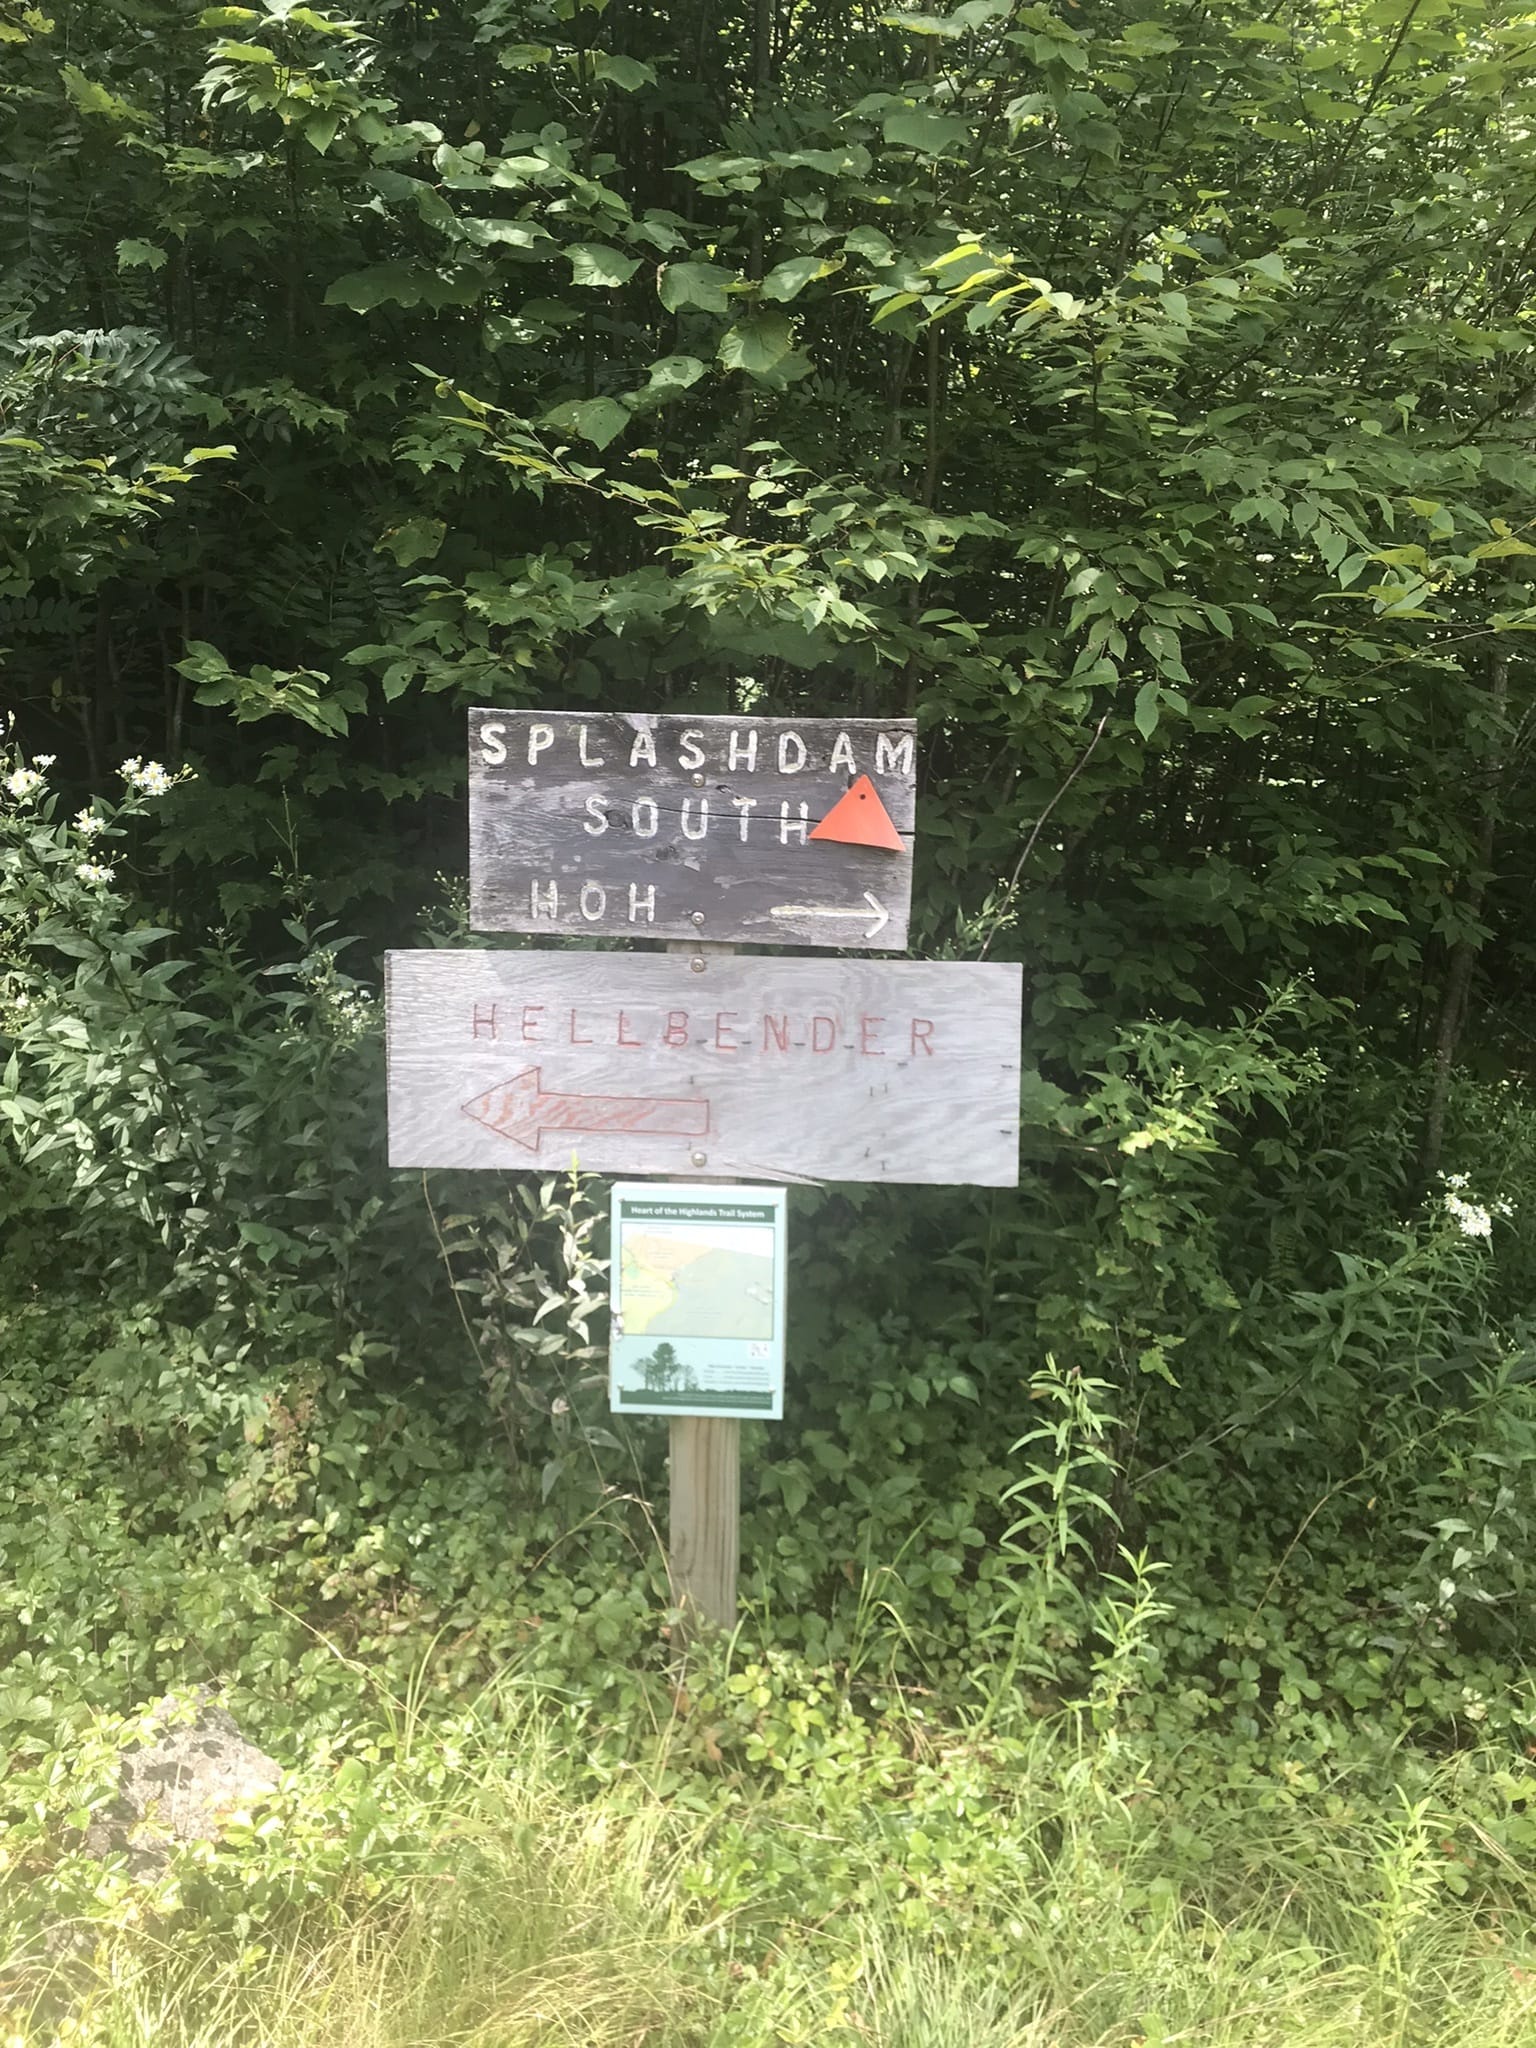 SPLASHDAM
SOUTH
HOH
HELLBENDER
Heart of the Highlands Trail System